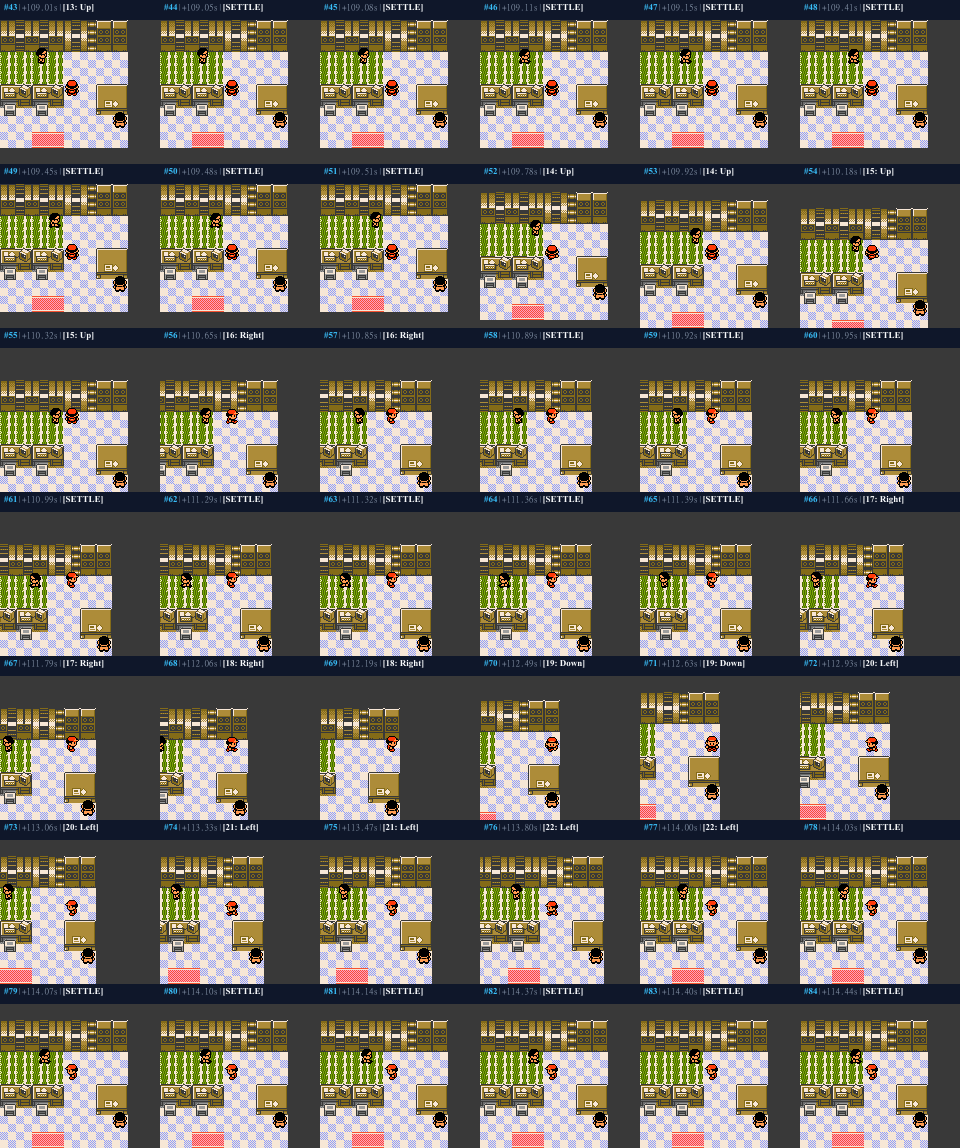 #43|+109.01s|[13: Up] #44|+109.05s|[SETTLE] #45|+109.08s|[SETTLE] #46|+109.11s|[SETTLE] #47|+109.15s|[SETTLE] #48|+109.41s|[SETTLE]
#49|+109.45s|[SETTLE] #50|+109.48s|[SETTLE] #51|+109.51s|[SETTLE] #52|+109.78s|[14: Up] #53|+109.92s|[14: Up] #54|+110.18s|[15: Up]
#55|+110.32s|[15: Up] #56|+110.65s|[16: Right] #57|+110.85s|[16: Right] #58|+110.89s|[SETTLE] #59|+110.92s|[SETTLE] #60|+110.95s|[SETTLE]
#61|+110.99s|[SETTLE] #62|+111.29s|[SETTLE] #63|+111.32s|[SETTLE] #64|+111.36s|[SETTLE] #65|+111.39s|[SETTLE] #66|+111.66s|[17: Right]
#67|+111.79s|[17: Right] #68|+112.06s|[18: Right] #69|+112.19s|[18: Right] #70|+112.49s|[19: Down] #71|+112.63s|[19: Down] #72|+112.93s|[20: Left]
#73|+113.06s|[20: Left] #74|+113.33s|[21: Left] #75|+113.47s|[21: Left] #76|+113.80s|[22: Left] #77|+114.00s|[22: Left] #78|+114.03s|[SETTLE]
#79|+114.07s|[SETTLE] #80|+114.10s|[SETTLE] #81|+114.14s|[SETTLE] #82|+114.37s|[SETTLE] #83|+114.40s|[SETTLE] #84|+114.44s|[SETTLE]